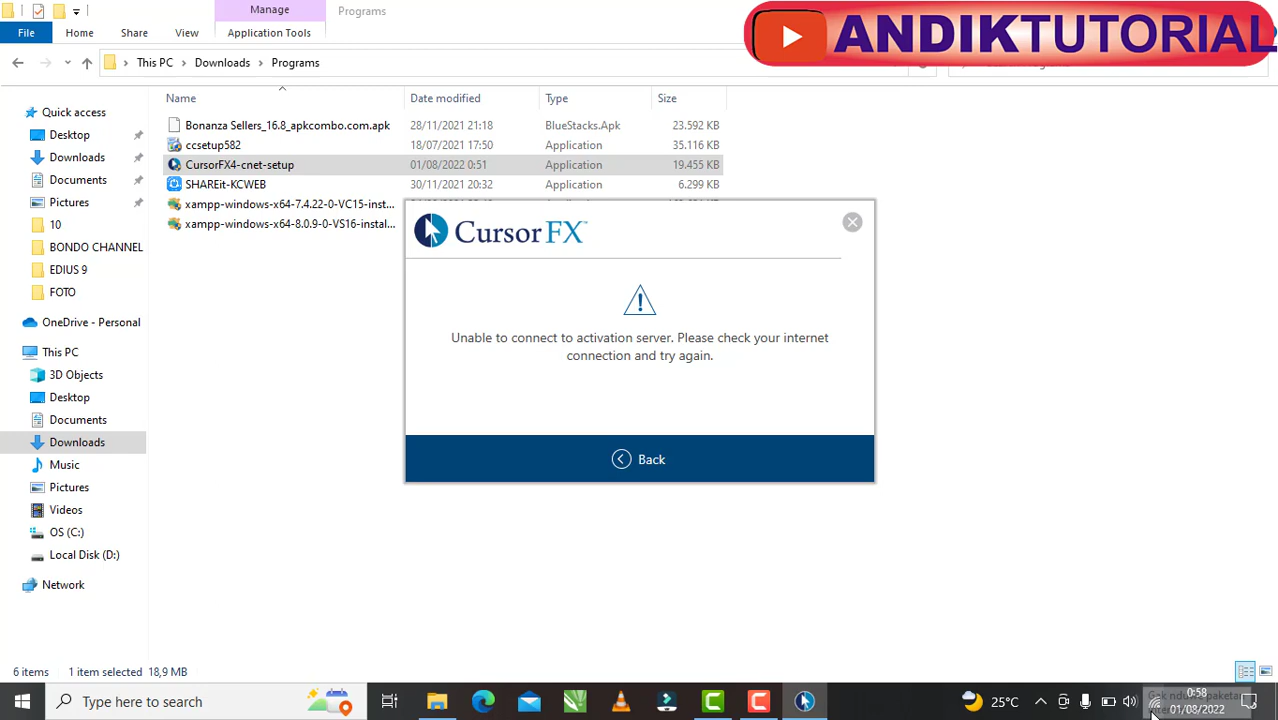 Manage
Programs
ANDIKTUTORIAL
File
Home
Share
View
Application Tools
This PC
Downloads
Programs
Name
Date modified
Type
Size
Quick access
Desktop
Downloads
Documents
Pictures
10
BONDO CHANNEL
EDIUS 9
FOTO
OneDrive - Personal
This PC
3D Objects
Desktop
Documents
Downloads
Music
Pictures
Videos
OS (C:)
Local Disk (D:)
Network
Bonanza Sellers_16.8_apkcombo.com.apk 28/11/2021 21:18 BlueStacks.Apk 23.592 KB
ccsetup582 18/07/2021 17:50 Application 35.116 KB
CursorFX4-cnet-setup 01/08/2022 0:51 Application 19.455 KB
SHAREit-KCWEB 30/11/2021 20:32 Application 6.299 KB
xampp-windows-x64-7.4.22-0-VC15-inst...
xampp-windows-x64-8.0.9-0-VS16-instal...
CursorFX™
Unable to connect to activation server. Please check your internet
connection and try again.
Back
6 items 1 item selected 18,9 MB
Type here to search
25°C
0:58
01/08/2022